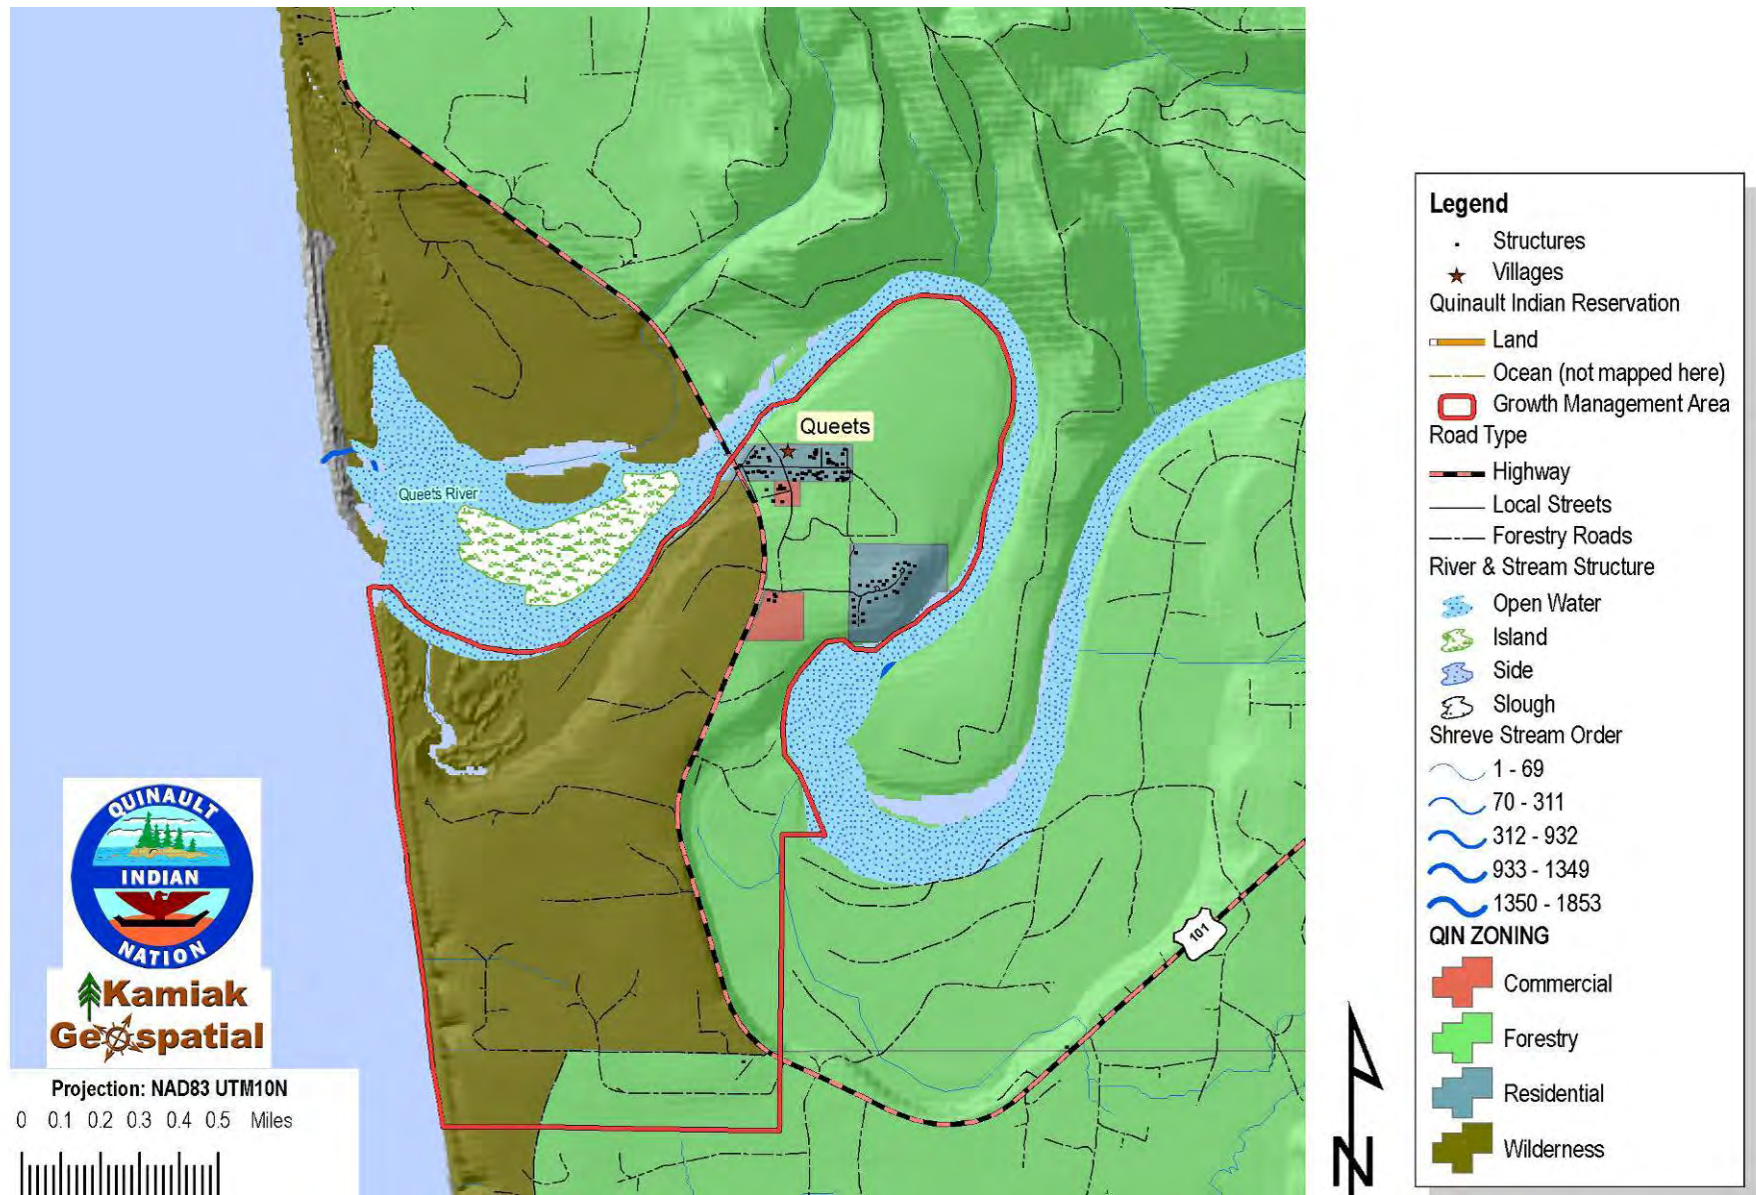 Queets
Queets River
101
QUINAULT
INDIAN
NATION
Kamiak
Geospatial
Projection: NAD83 UTM10N
0 0.1 0.2 0.3 0.4 0.5 Miles
N
Legend
Structures
Villages
Quinault Indian Reservation
Land
Ocean (not mapped here)
Growth Management Area
Road Type
Highway
Local Streets
Forestry Roads
River & Stream Structure
Open Water
Island
Side
Slough
Shreve Stream Order
1 - 69
70 - 311
312 - 932
933 - 1349
1350 - 1853
QIN ZONING
Commercial
Forestry
Residential
Wilderness